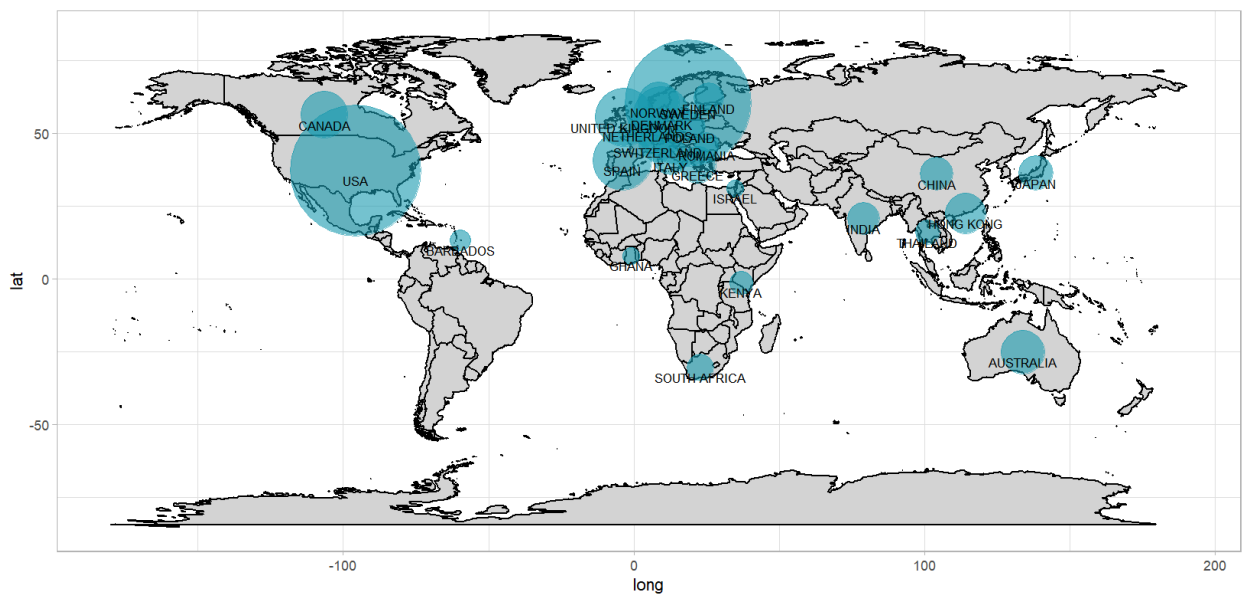 FINLAND
NORWAY
SWEDEN
CANADA
UNITED KINGDOM
DENMARK
NETHERLANDS
POLAND
SWITZERLAND
ROMANIA
ITALY
SPAIN
GREECE
USA
ISRAEL
CHINA
JAPAN
INDIA
HONG KONG
THAILAND
BARBADOS
GHANA
KENYA
AUSTRALIA
SOUTH AFRICA
50
0
-50
lat
-100
0
100
200
long